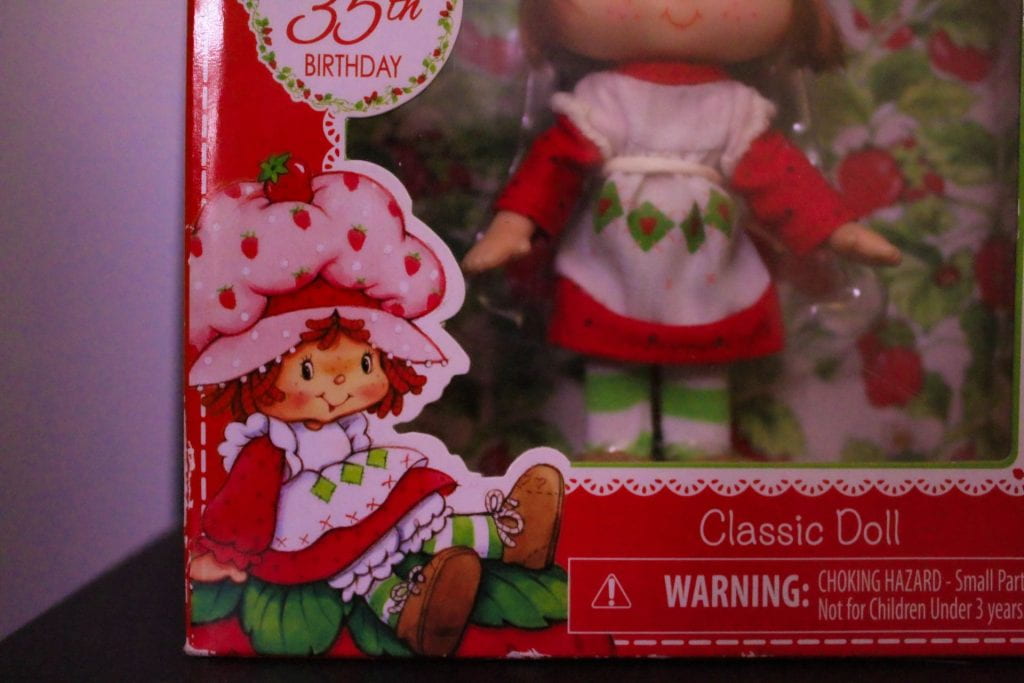 35th
BIRTHDAY
Classic Doll
WARNING: CHOKING HAZARD - Small Part
Not for Children Under 3 years